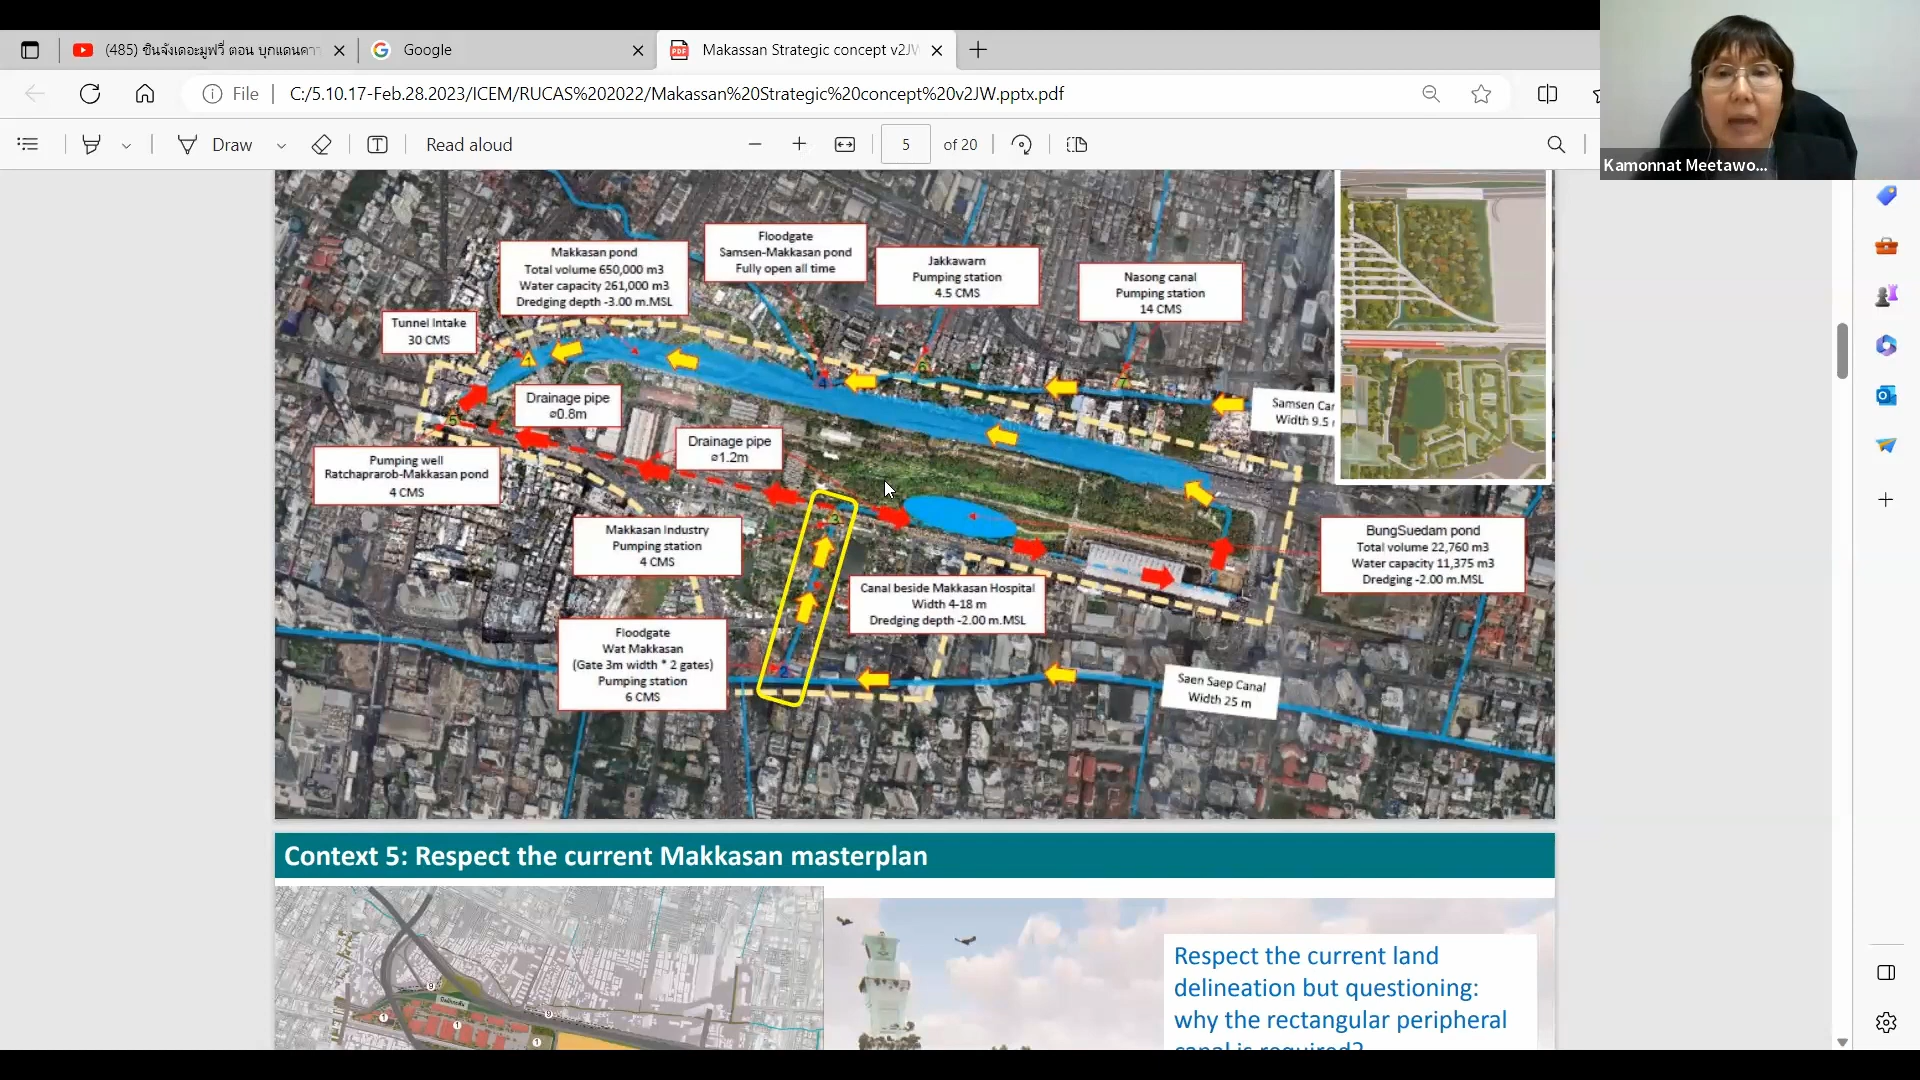 (485) ชินจังเดอะมูฟวี่ ตอน บุกแดนคาว
Google
Makassan Strategic concept v2JW
File
C:/5.10.17-Feb.28.2023/ICEM/RUCAS%202022/Makassan%20Strategic%20concept%20v2JW.pptx.pdf
Draw
Read aloud
5
of 20
Kamonnat Meetawo...
Makkasan pond
Total volume 650,000 m3
Water capacity 261,000 m3
Dredging depth -3.00 m.MSL
Floodgate
Samsen-Makkasan pond
Fully open all time
Jakkawarn
Pumping station
4.5 CMS
Nasong canal
Pumping station
14 CMS
Tunnel Intake
30 CMS
Drainage pipe
⌀0.8m
Drainage pipe
⌀1.2m
Samsen Car
Width 9.5
Pumping well
Ratchaprarob-Makkasan pond
4 CMS
Makkasan Industry
Pumping station
4 CMS
BungSuedam pond
Total volume 22,760 m3
Water capacity 11,375 m3
Dredging -2.00 m.MSL
Canal beside Makkasan Hospital
Width 4-18 m
Dredging depth -2.00 m.MSL
Floodgate
Wat Makkasan
(Gate 3m width * 2 gates)
Pumping station
6 CMS
Saen Saep Canal
Width 25 m
Context 5: Respect the current Makkasan masterplan
Respect the current land
delineation but questioning:
why the rectangular peripheral
canal is required?